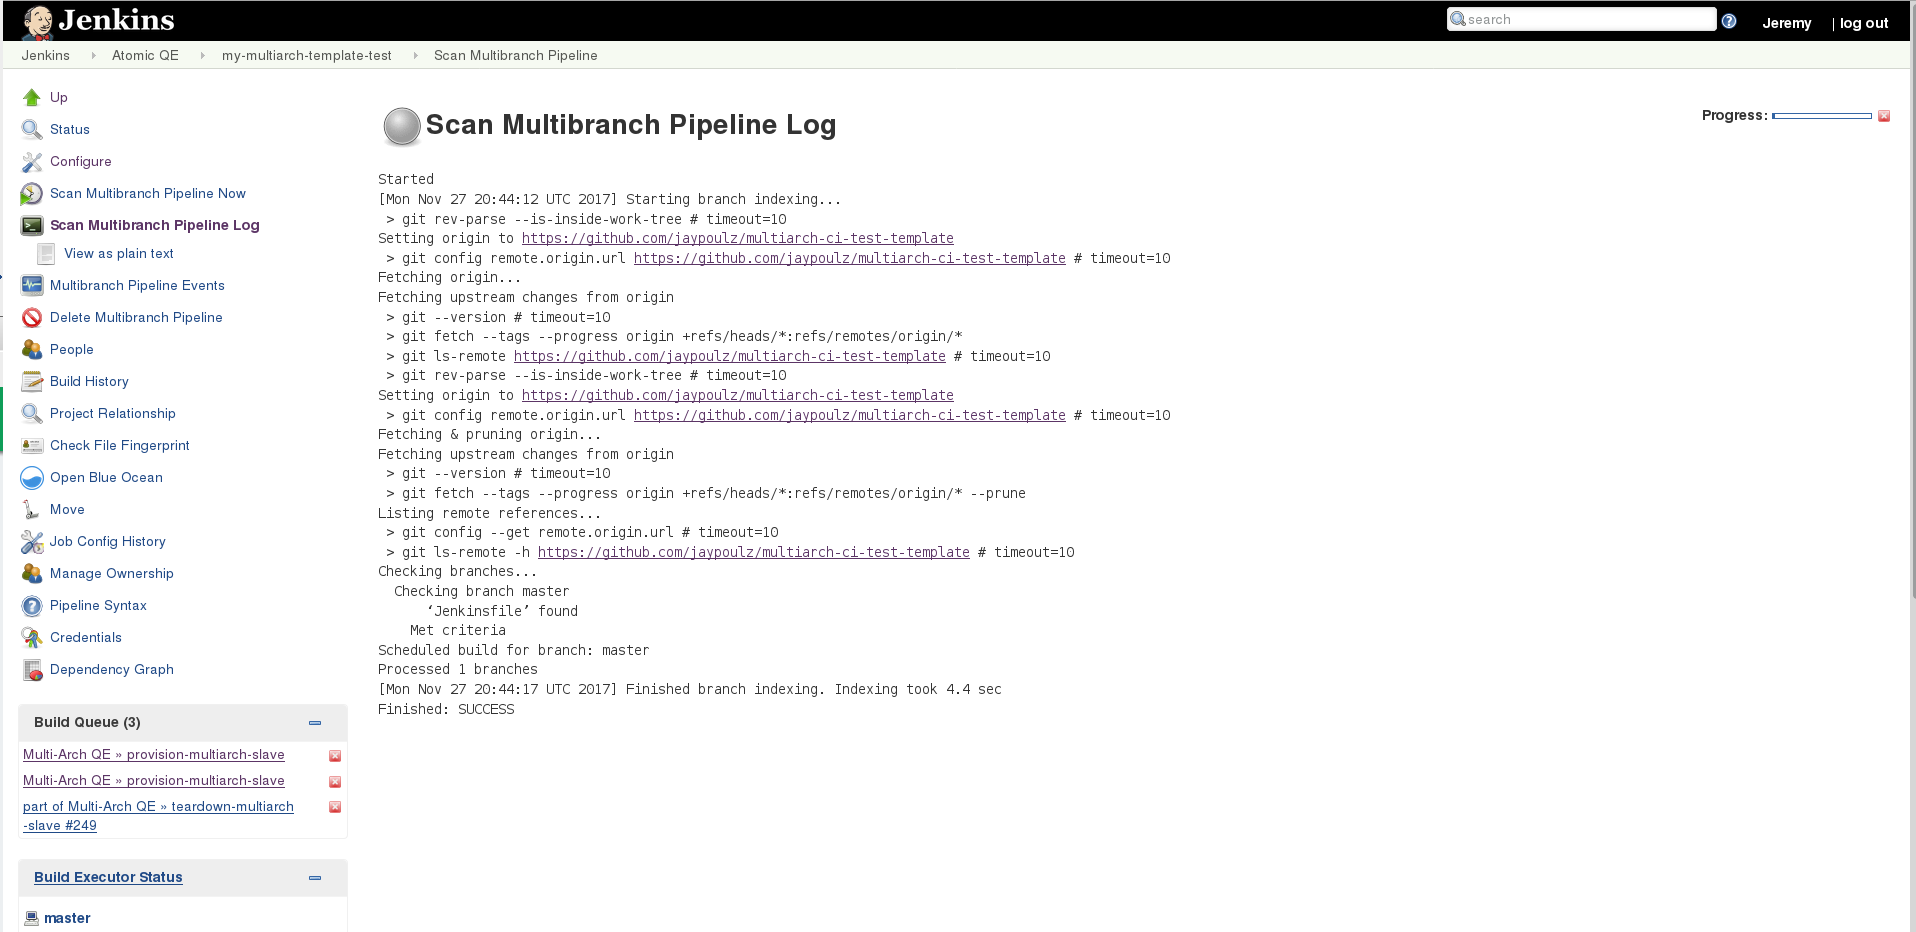 Jenkins
search
Jeremy
| log out
Jenkins
Atomic QE
my-multiarch-template-test
Scan Multibranch Pipeline
Up
Status
Configure
Scan Multibranch Pipeline Now
Scan Multibranch Pipeline Log
View as plain text
Multibranch Pipeline Events
Delete Multibranch Pipeline
People
Build History
Project Relationship
Check File Fingerprint
Open Blue Ocean
Move
Job Config History
Manage Ownership
Pipeline Syntax
Credentials
Dependency Graph
Build Queue (3)
Multi-Arch QE » provision-multiarch-slave
Multi-Arch QE » provision-multiarch-slave
part of Multi-Arch QE » teardown-multiarch
-slave #249
Build Executor Status
master
Scan Multibranch Pipeline Log
Progress:
Started
[Mon Nov 27 20:44:12 UTC 2017] Starting branch indexing...
 > git rev-parse --is-inside-work-tree # timeout=10
Setting origin to https://github.com/jaypoulz/multiarch-ci-test-template
 > git config remote.origin.url https://github.com/jaypoulz/multiarch-ci-test-template # timeout=10
Fetching origin...
Fetching upstream changes from origin
 > git --version # timeout=10
 > git fetch --tags --progress origin +refs/heads/*:refs/remotes/origin/*
 > git ls-remote https://github.com/jaypoulz/multiarch-ci-test-template # timeout=10
 > git rev-parse --is-inside-work-tree # timeout=10
Setting origin to https://github.com/jaypoulz/multiarch-ci-test-template
 > git config remote.origin.url https://github.com/jaypoulz/multiarch-ci-test-template # timeout=10
Fetching & pruning origin...
Fetching upstream changes from origin
 > git --version # timeout=10
 > git fetch --tags --progress origin +refs/heads/*:refs/remotes/origin/* --prune
Listing remote references...
 > git config --get remote.origin.url # timeout=10
 > git ls-remote -h https://github.com/jaypoulz/multiarch-ci-test-template # timeout=10
Checking branches...
  Checking branch master
      ‘Jenkinsfile’ found
    Met criteria
Scheduled build for branch: master
Processed 1 branches
[Mon Nov 27 20:44:17 UTC 2017] Finished branch indexing. Indexing took 4.4 sec
Finished: SUCCESS